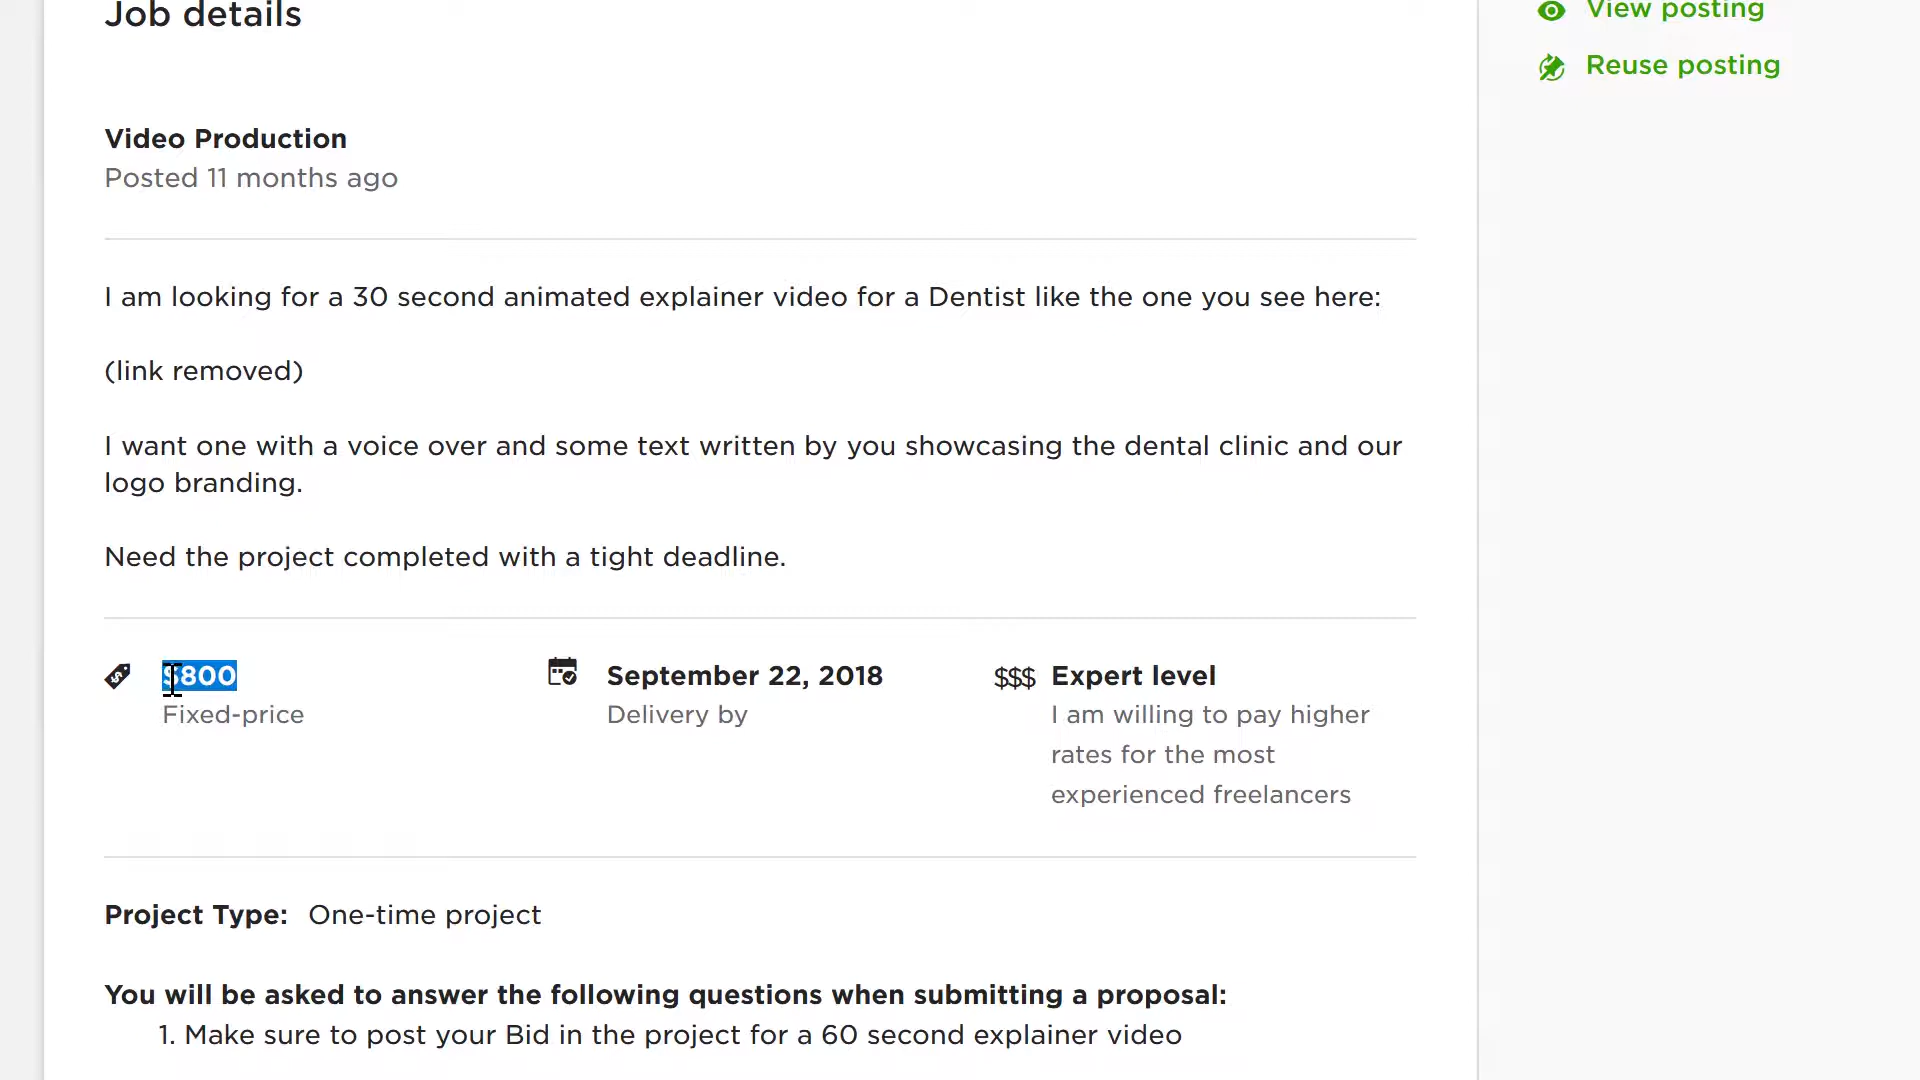 Job details
View posting
Reuse posting
Video Production
Posted 11 months ago
I am looking for a 30 second animated explainer video for a Dentist like the one you see here:
(link removed)
I want one with a voice over and some text written by you showcasing the dental clinic and our
logo branding.
Need the project completed with a tight deadline.
$800
Fixed-price
September 22, 2018
Delivery by
$$$ Expert level
I am willing to pay higher
rates for the most
experienced freelancers
Project Type: One-time project
You will be asked to answer the following questions when submitting a proposal:
1. Make sure to post your Bid in the project for a 60 second explainer video